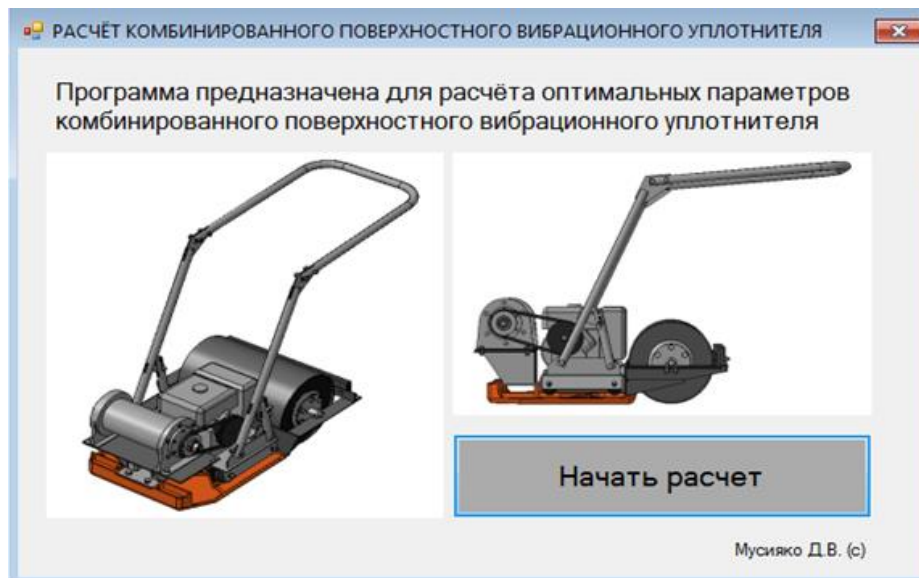 РАСЧЁТ КОМБИНИРОВАННОГО ПОВЕРХНОСТНОГО ВИБРАЦИОННОГО УПЛОТНИТЕЛЯ
Программа предназначена для расчёта оптимальных параметров
комбинированного поверхностного вибрационного уплотнителя
Начать расчет
Мусияко Д.В. (с)